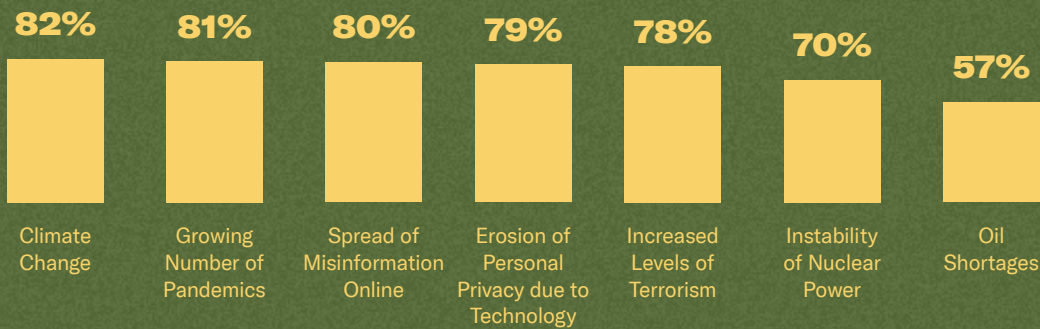 82%
81%
80%
79%
78%
70%
57%
Climate
Change
Growing
Number of
Pandemics
Spread of
Misinformation
Online
Erosion of
Personal
Privacy due to
Technology
Increased
Levels of
Terrorism
Instability
of Nuclear
Power
Oil
Shortages